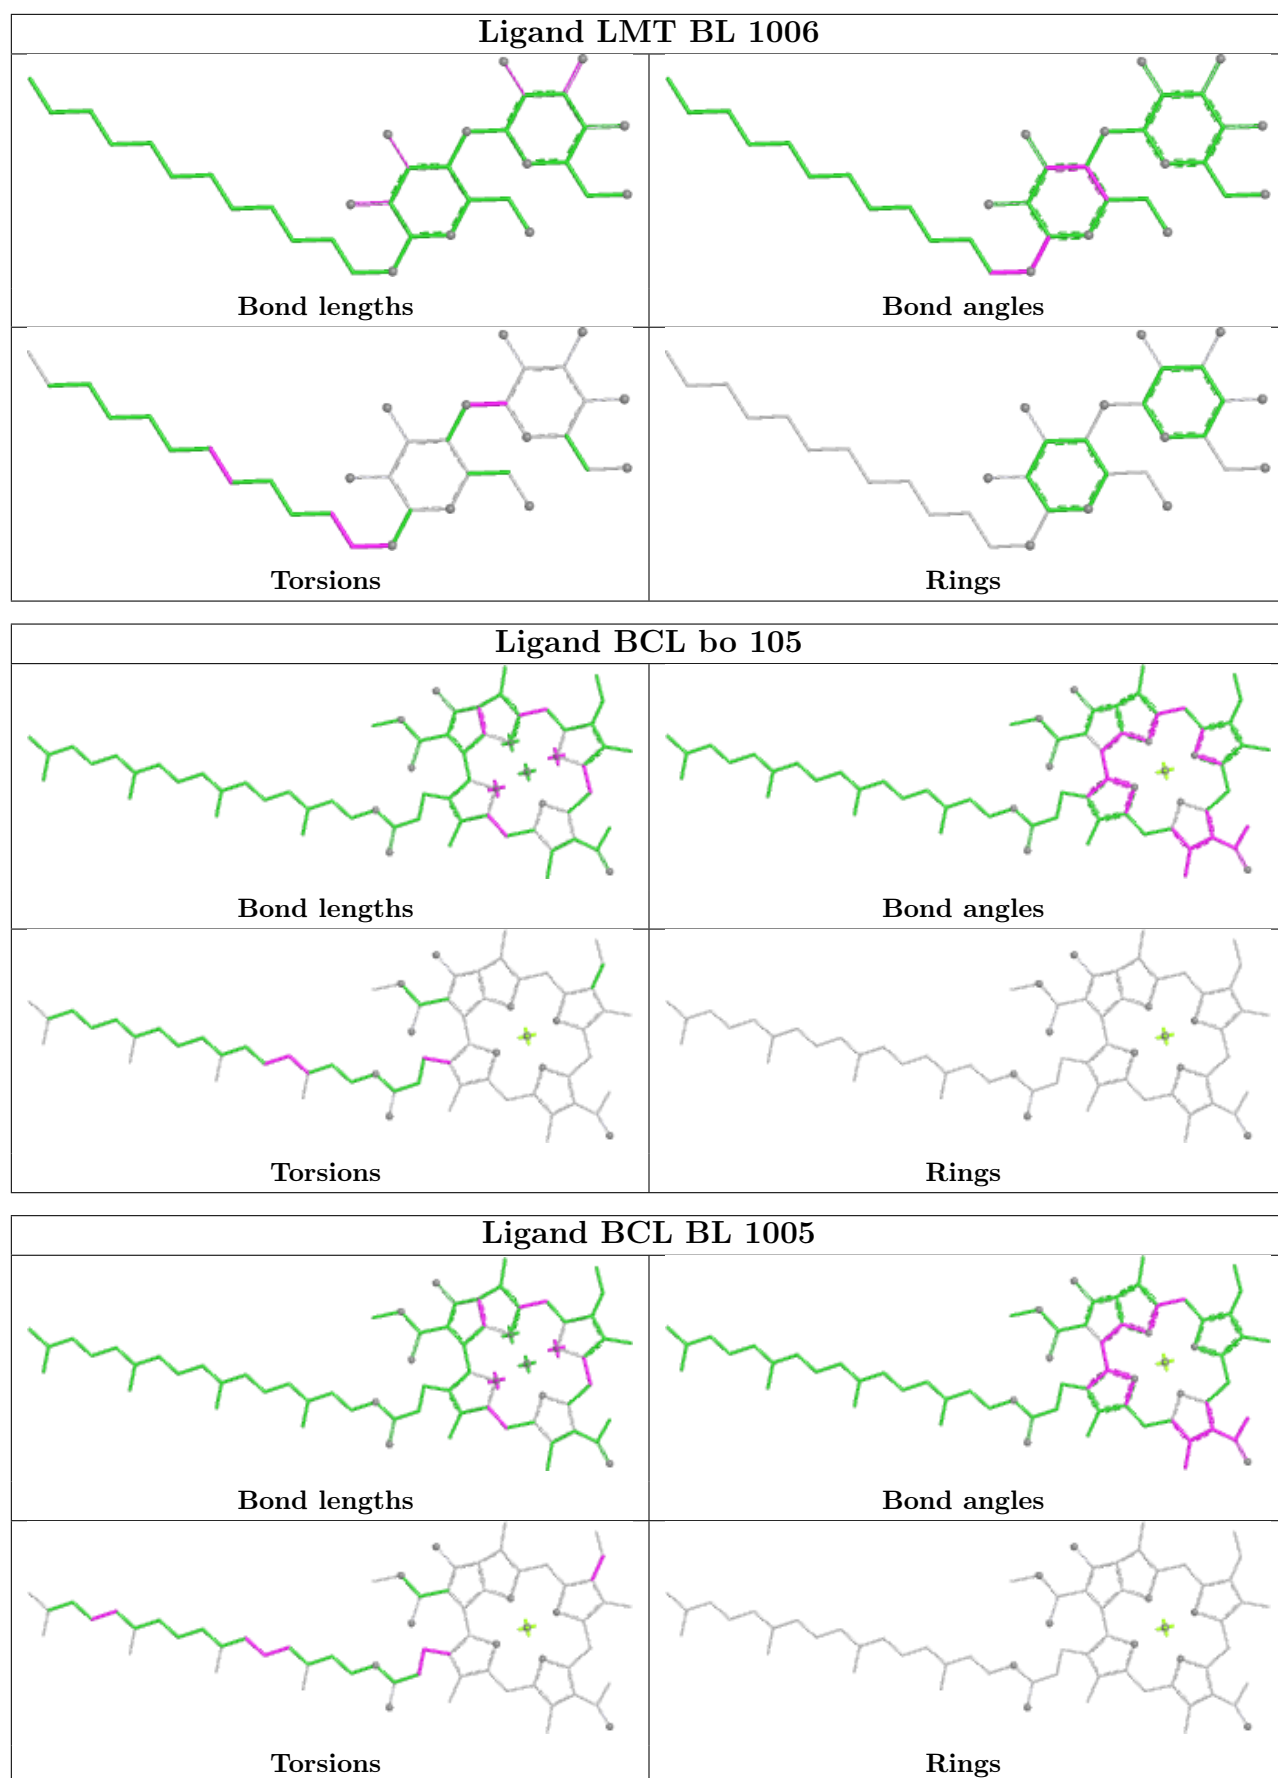 Ligand LMT BL 1006
Bond lengths
Bond angles
Torsions
Rings
Ligand BCL bo 105
Bond lengths
Bond angles
Torsions
Rings
Ligand BCL BL 1005
Bond lengths
Bond angles
Torsions
Rings